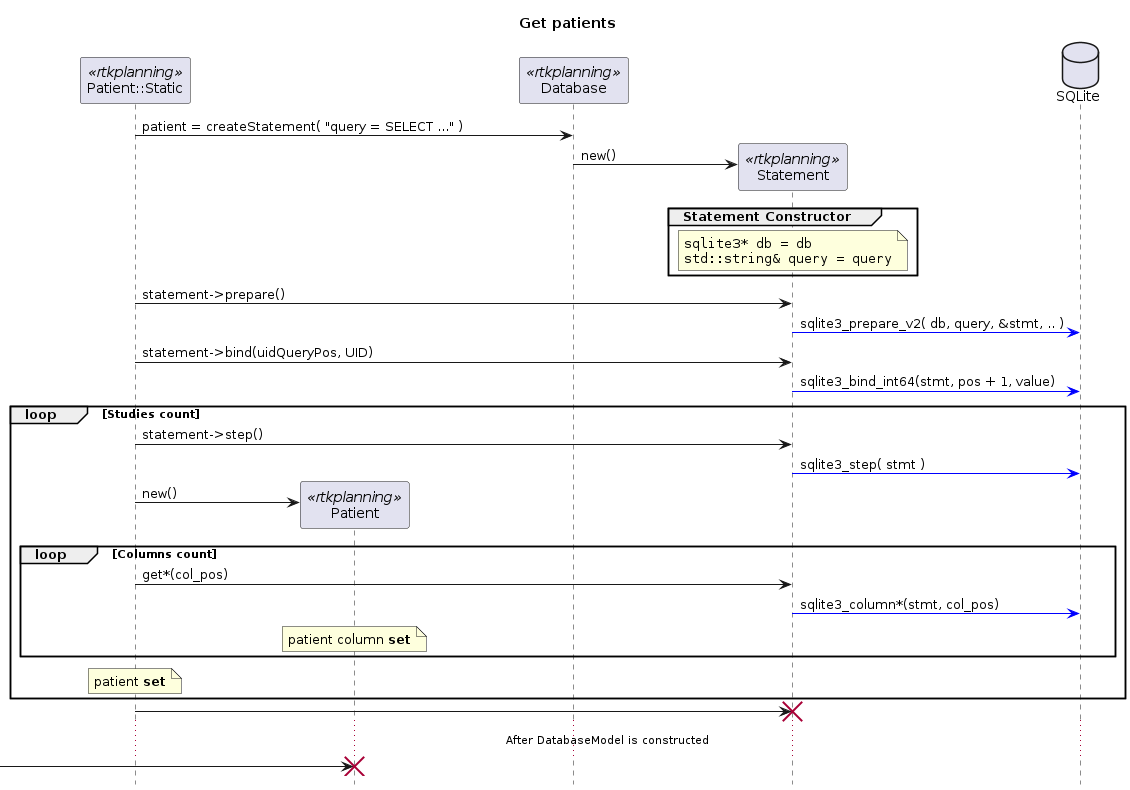 Get patients
«rtkplanning»
Patient::Static
«rtkplanning»
Database
SQLite
patient = createStatement( "query = SELECT ..." )
new()
«rtkplanning»
Statement
Statement Constructor
sqlite3* db = db
std::string& query = query
statement->prepare()
sqlite3_prepare_v2( db, query, &stmt, .. )
statement->bind(uidQueryPos, UID)
sqlite3_bind_int64(stmt, pos + 1, value)
loop [Studies count]
statement->step()
sqlite3_step( stmt )
new()
«rtkplanning»
Patient
loop [Columns count]
get*(col_pos)
sqlite3_column*(stmt, col_pos)
patient column set
patient set
After DatabaseModel is constructed